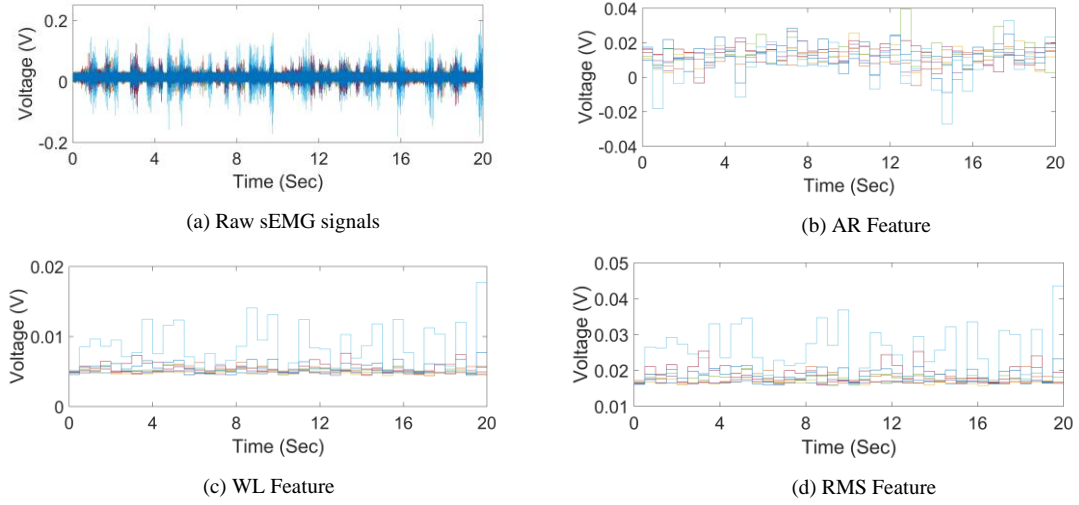 0.2
0
-0.2
Voltage (V)
0 4 8 12 16 20
Time (Sec)
(a) Raw sEMG signals
0.04
0.02
0
-0.02
-0.04
Voltage (V)
0 4 8 12 16 20
Time (Sec)
(b) AR Feature
0.02
0.01
0
Voltage (V)
0 4 8 12 16 20
Time (Sec)
(c) WL Feature
0.05
0.04
0.03
0.02
0.01
Voltage (V)
0 4 8 12 16 20
Time (Sec)
(d) RMS Feature